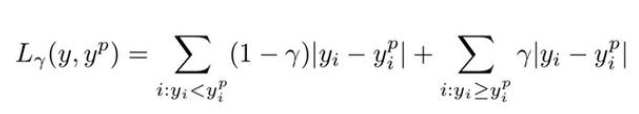 L_γ(y, y^p) = ∑_{i:y_i<y_i^p} (1 − γ)|y_i − y_i^p| + ∑_{i:y_i≥y_i^p} γ|y_i − y_i^p|